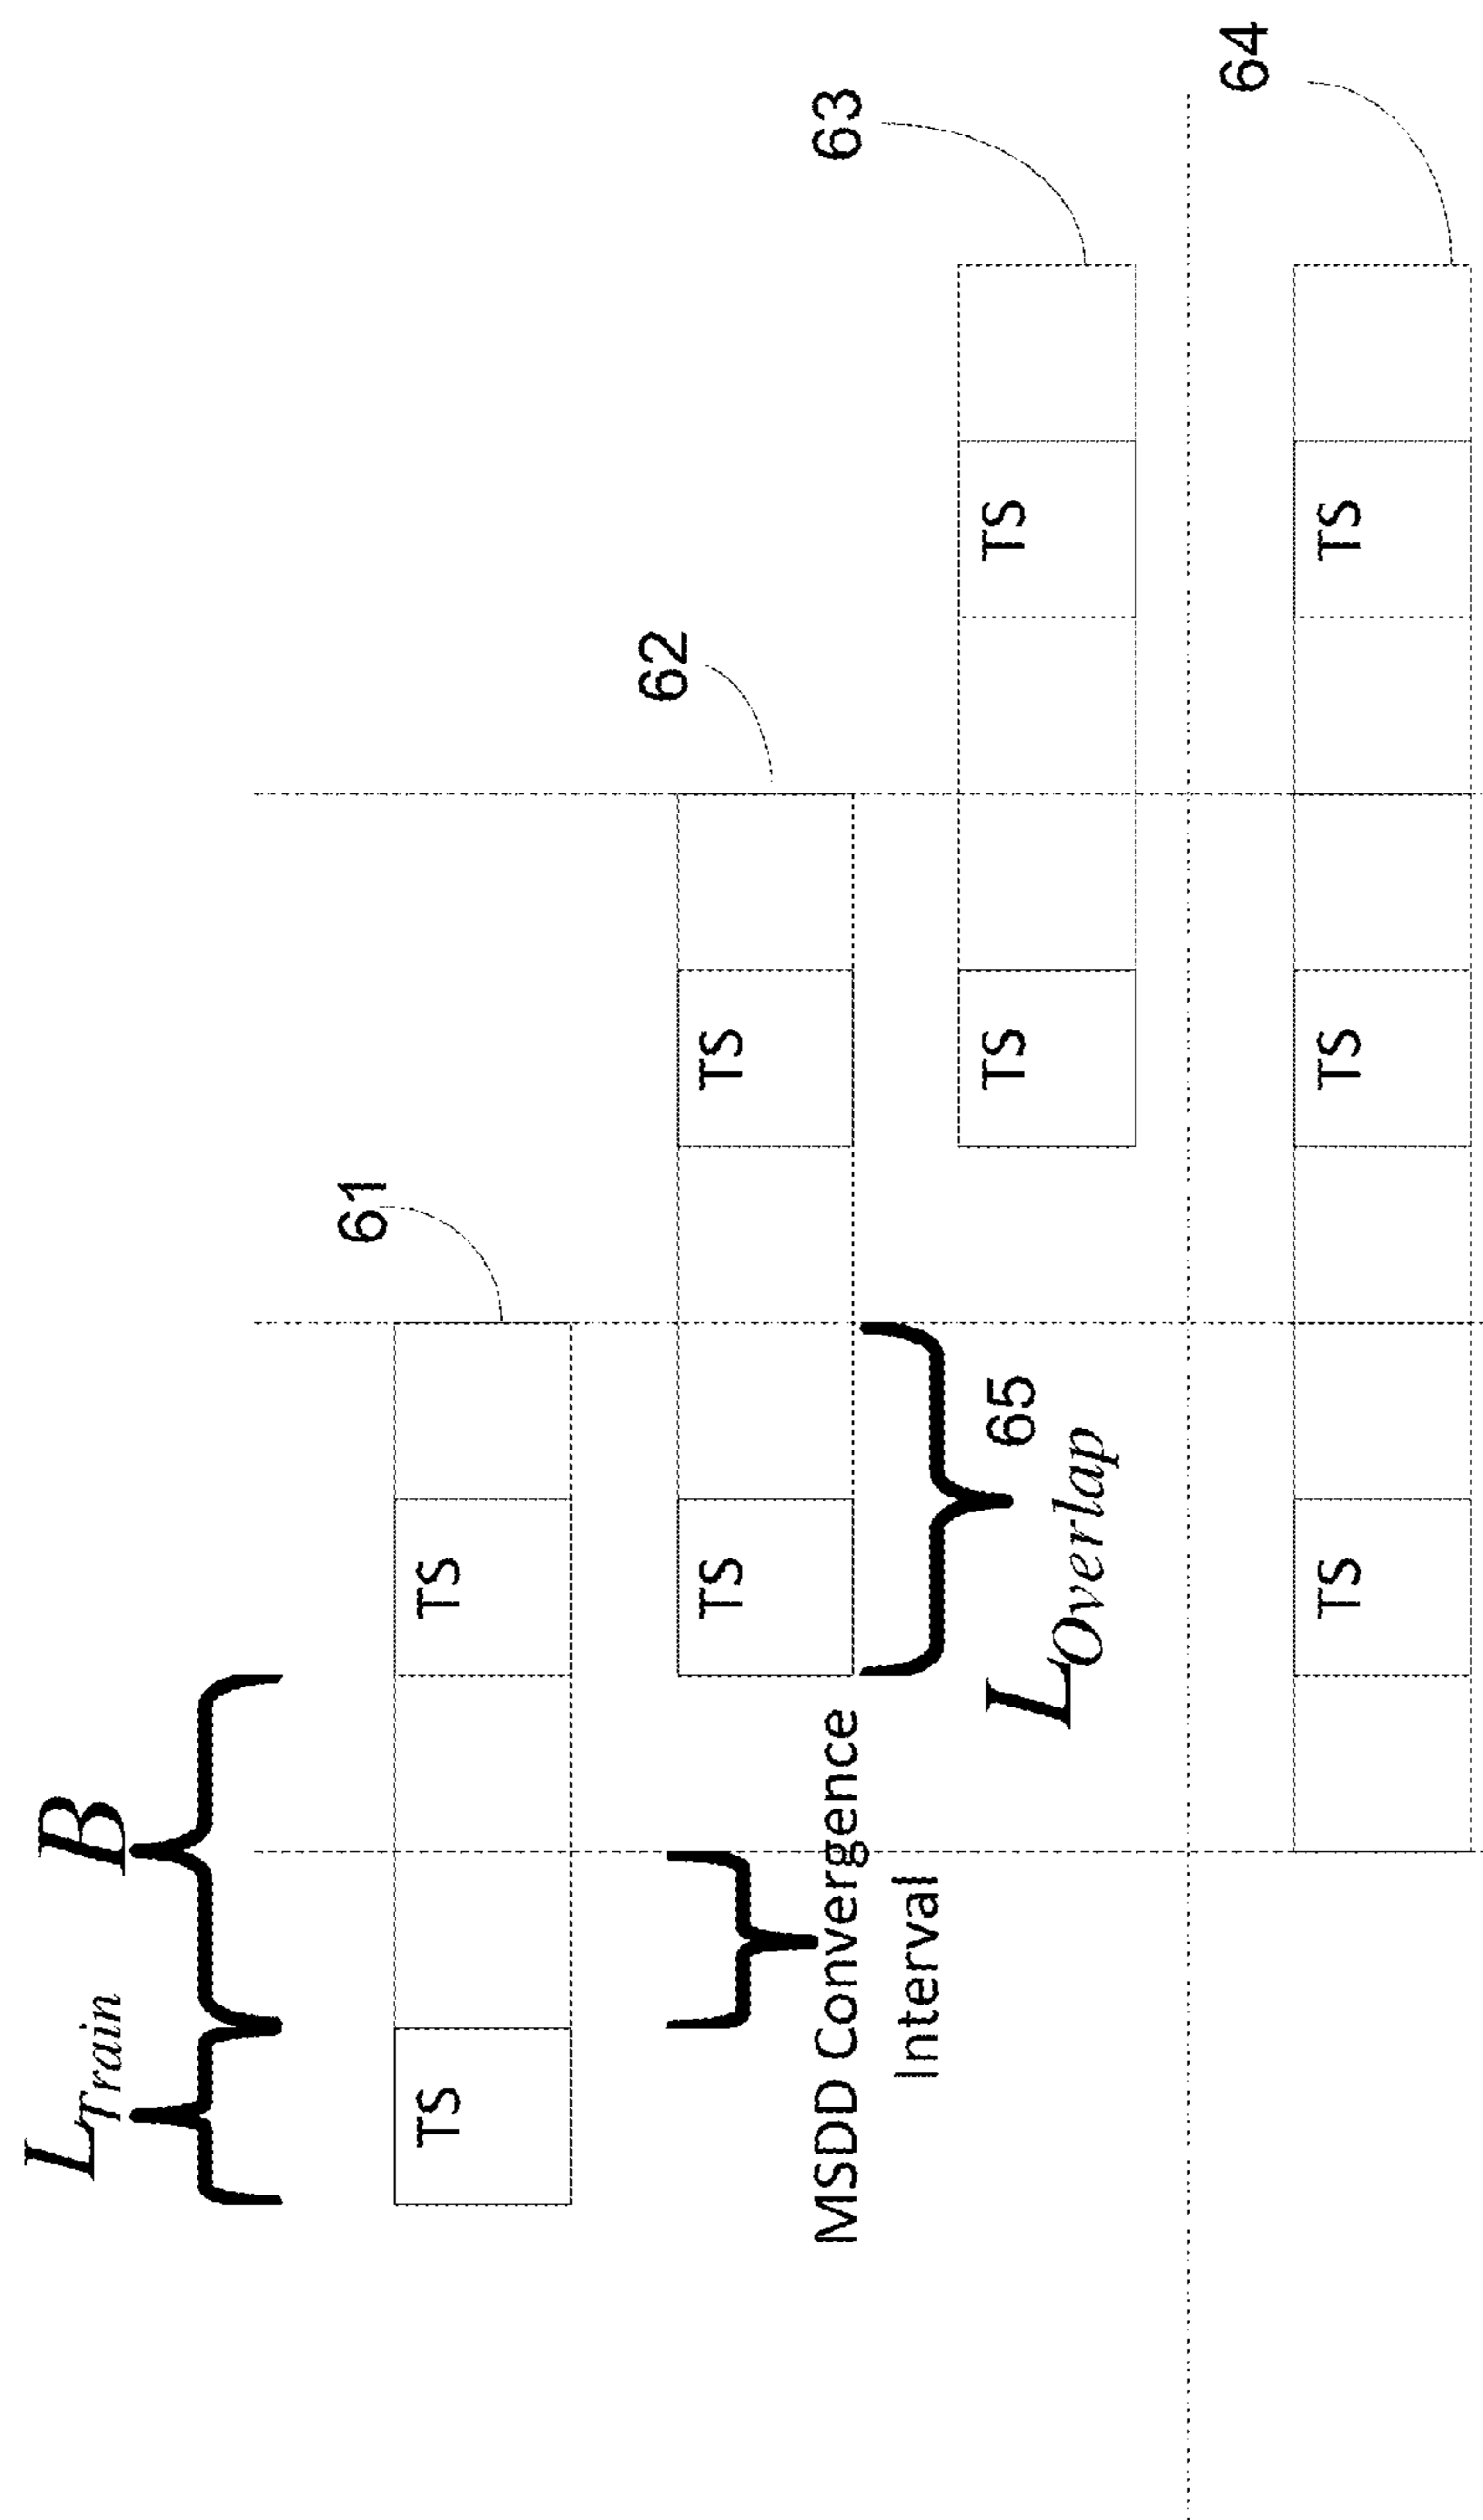 L_Train
B
61
TS
TS
62
TS
TS
MSDD Convergence
Interval
65
L_Overlap
63
TS
TS
64
TS
TS
TS